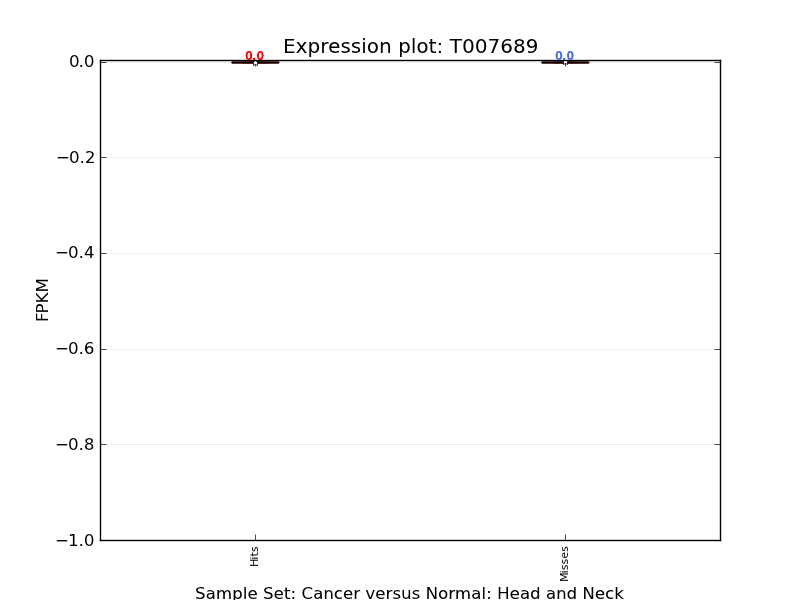 Expression plot: T007689
0.0 0.0
0.0
−0.2
−0.4
−0.6
−0.8
−1.0
FPKM
Hits
Misses
Sample Set: Cancer versus Normal: Head and Neck